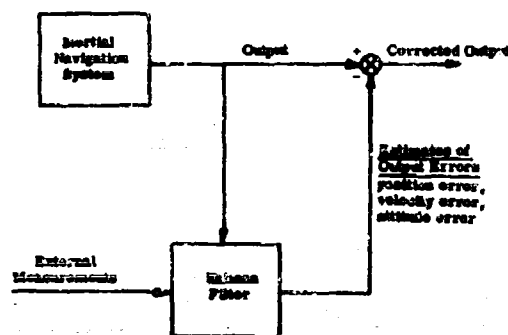 Inertial
Navigation
System
Output
+
−
Corrected Output
Estimates of
Output Errors
position error,
velocity error,
attitude error
External
Measurements
Kalman
Filter